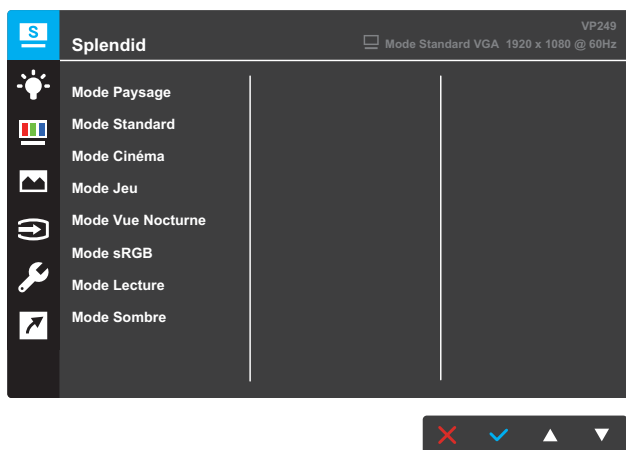 S
Splendid
VP249
Mode Standard VGA 1920 x 1080 @ 60Hz
Mode Paysage
Mode Standard
Mode Cinéma
Mode Jeu
Mode Vue Nocturne
Mode sRGB
Mode Lecture
Mode Sombre